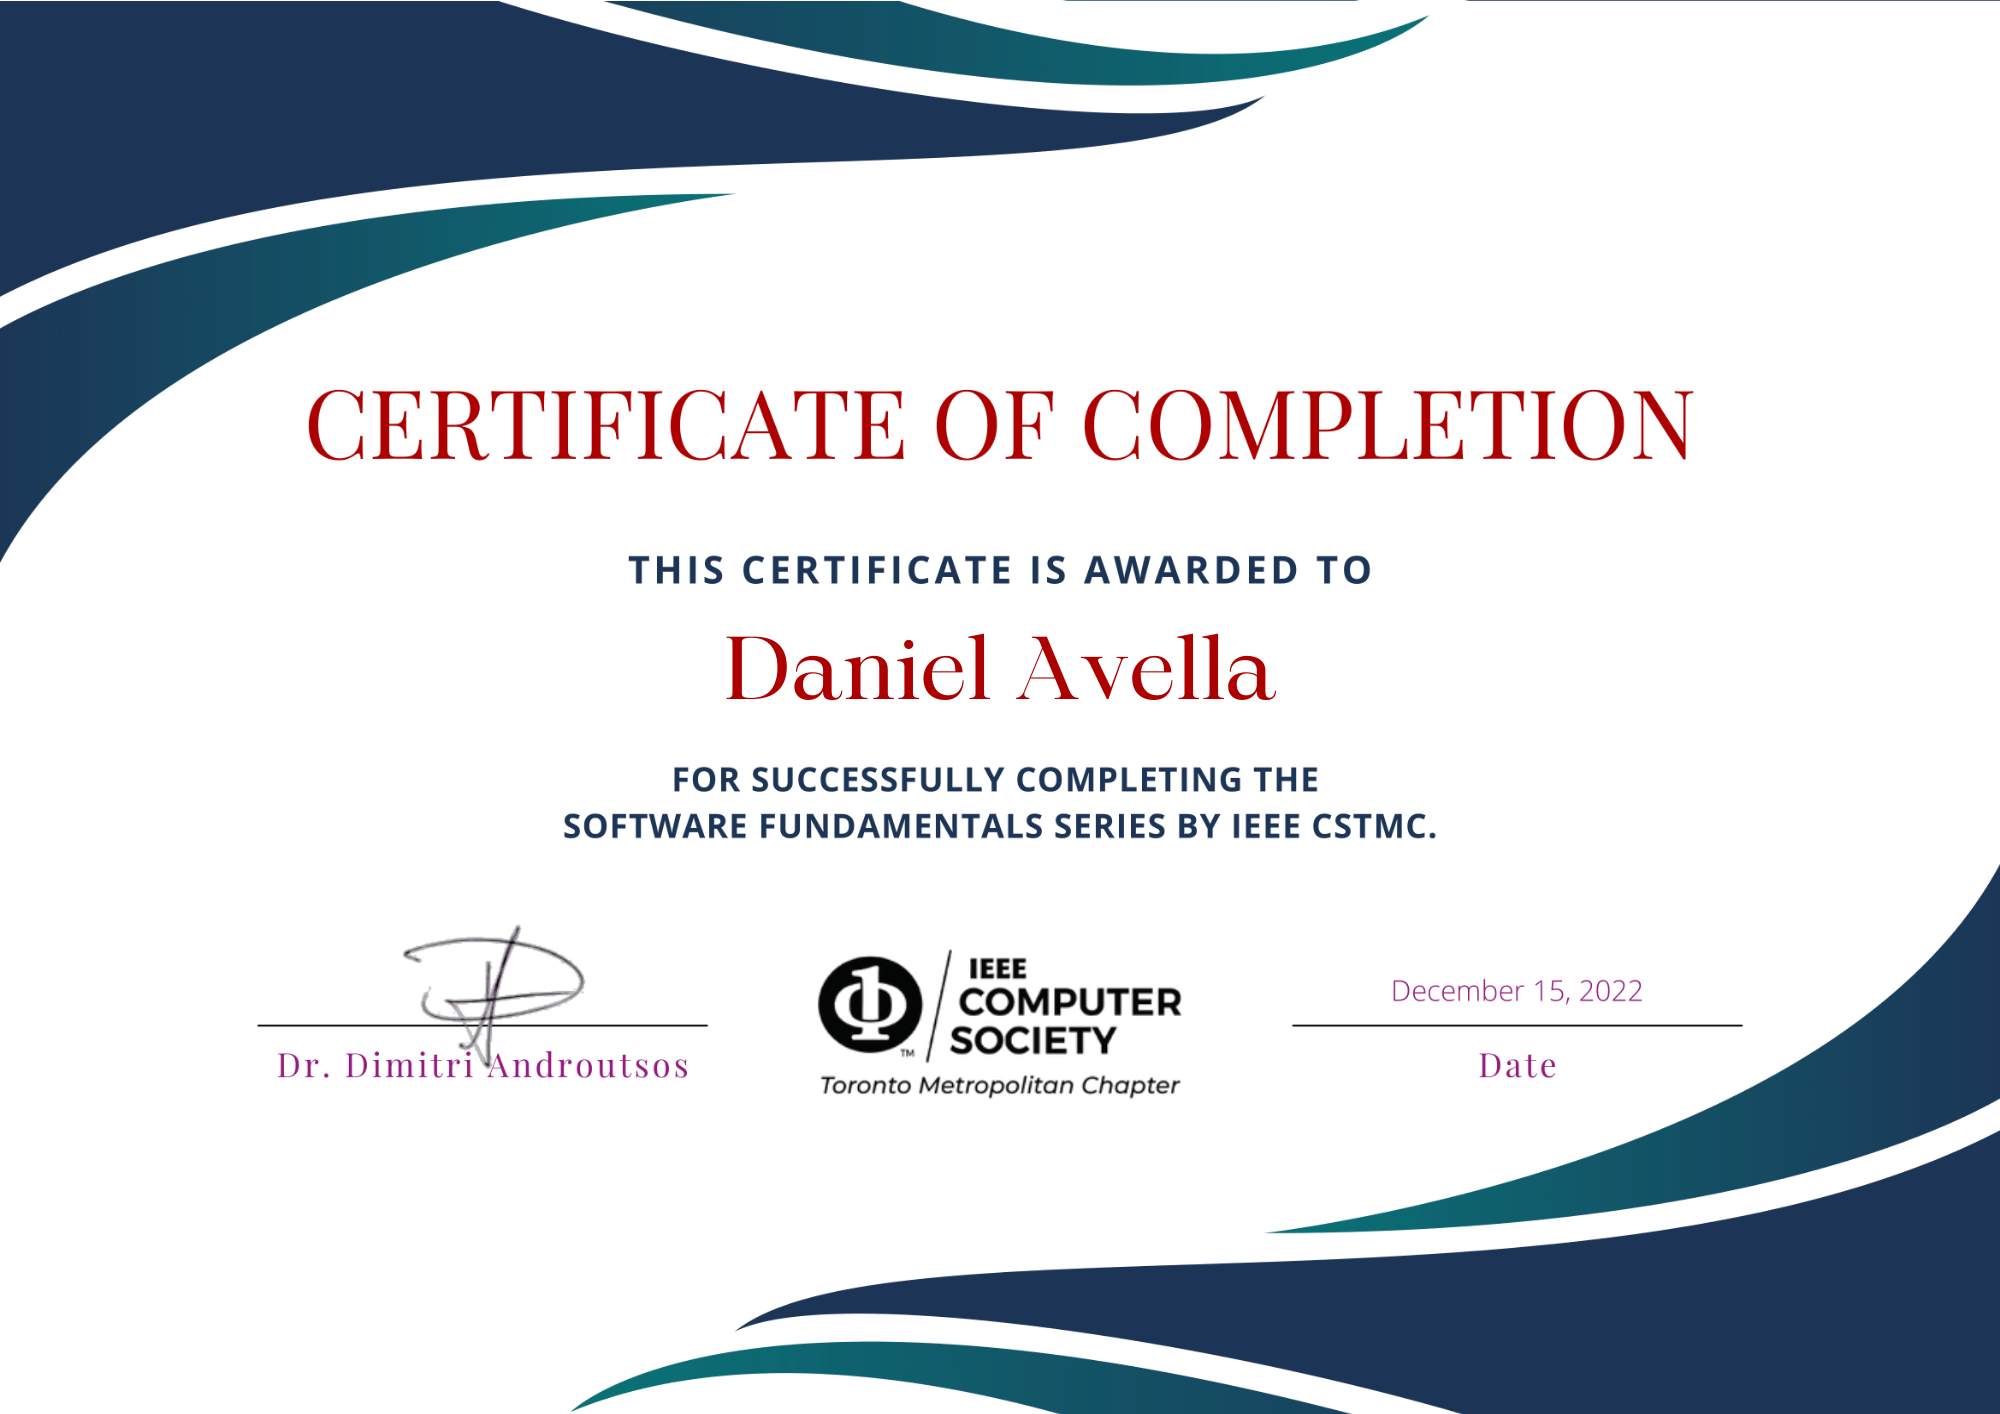 CERTIFICATE OF COMPLETION
THIS CERTIFICATE IS AWARDED TO
Daniel Avella
FOR SUCCESSFULLY COMPLETING THE
SOFTWARE FUNDAMENTALS SERIES BY IEEE CSTMC.
Dr. Dimitri Androutsos
IEEE
COMPUTER
SOCIETY
TM
Toronto Metropolitan Chapter
December 15, 2022
Date